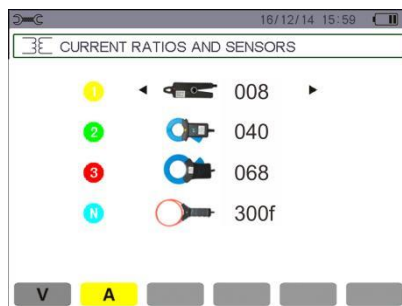 16/12/14 15:59
CURRENT RATIOS AND SENSORS
1 008
2 040
3 068
N 300f
V A